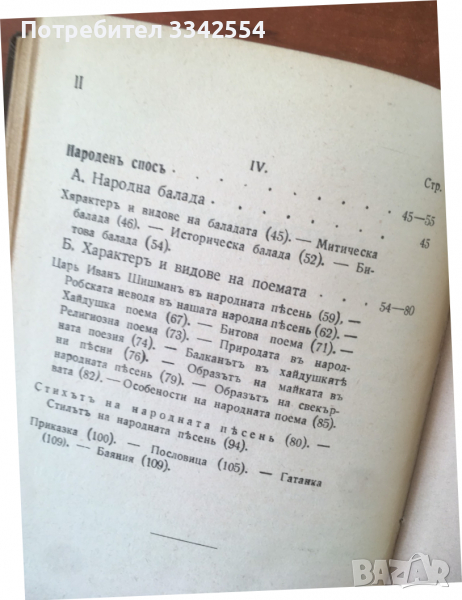 Потребител 3342554
II
IV.
Стр.
Народенъ епосъ . . . . . . . 45—55
А. Народна балада . . . . . . . 45
Характеръ и видове на баладата (45). — Митическа
балада (46). — Историческа балада (52). — Би-
това балада (54).
Б. Характеръ и видове на поемата . . . 54—80
Царь Иванъ Шишманъ въ народната пѣсень (59). —
Робската неволя въ нашата народна пѣсень (62). —
Хайдушка поема (67). — Битова поема (71). —
Религиозна поема (73). — Природата въ народ-
ната поезия (74). — Балканътъ въ хайдушкитѣ
ни пѣсни (76). — Образътъ на майката въ
народната пѣсень (79). — Образътъ на свекър-
вата (82). — Особености на народната поема (85).
Стихътъ на народната пѣсень (80). —
Стильтъ на народната пѣсень (94).
Приказка (100). — Пословица (105). — Гатанка
(109). — Баяния (109).
BAZAR